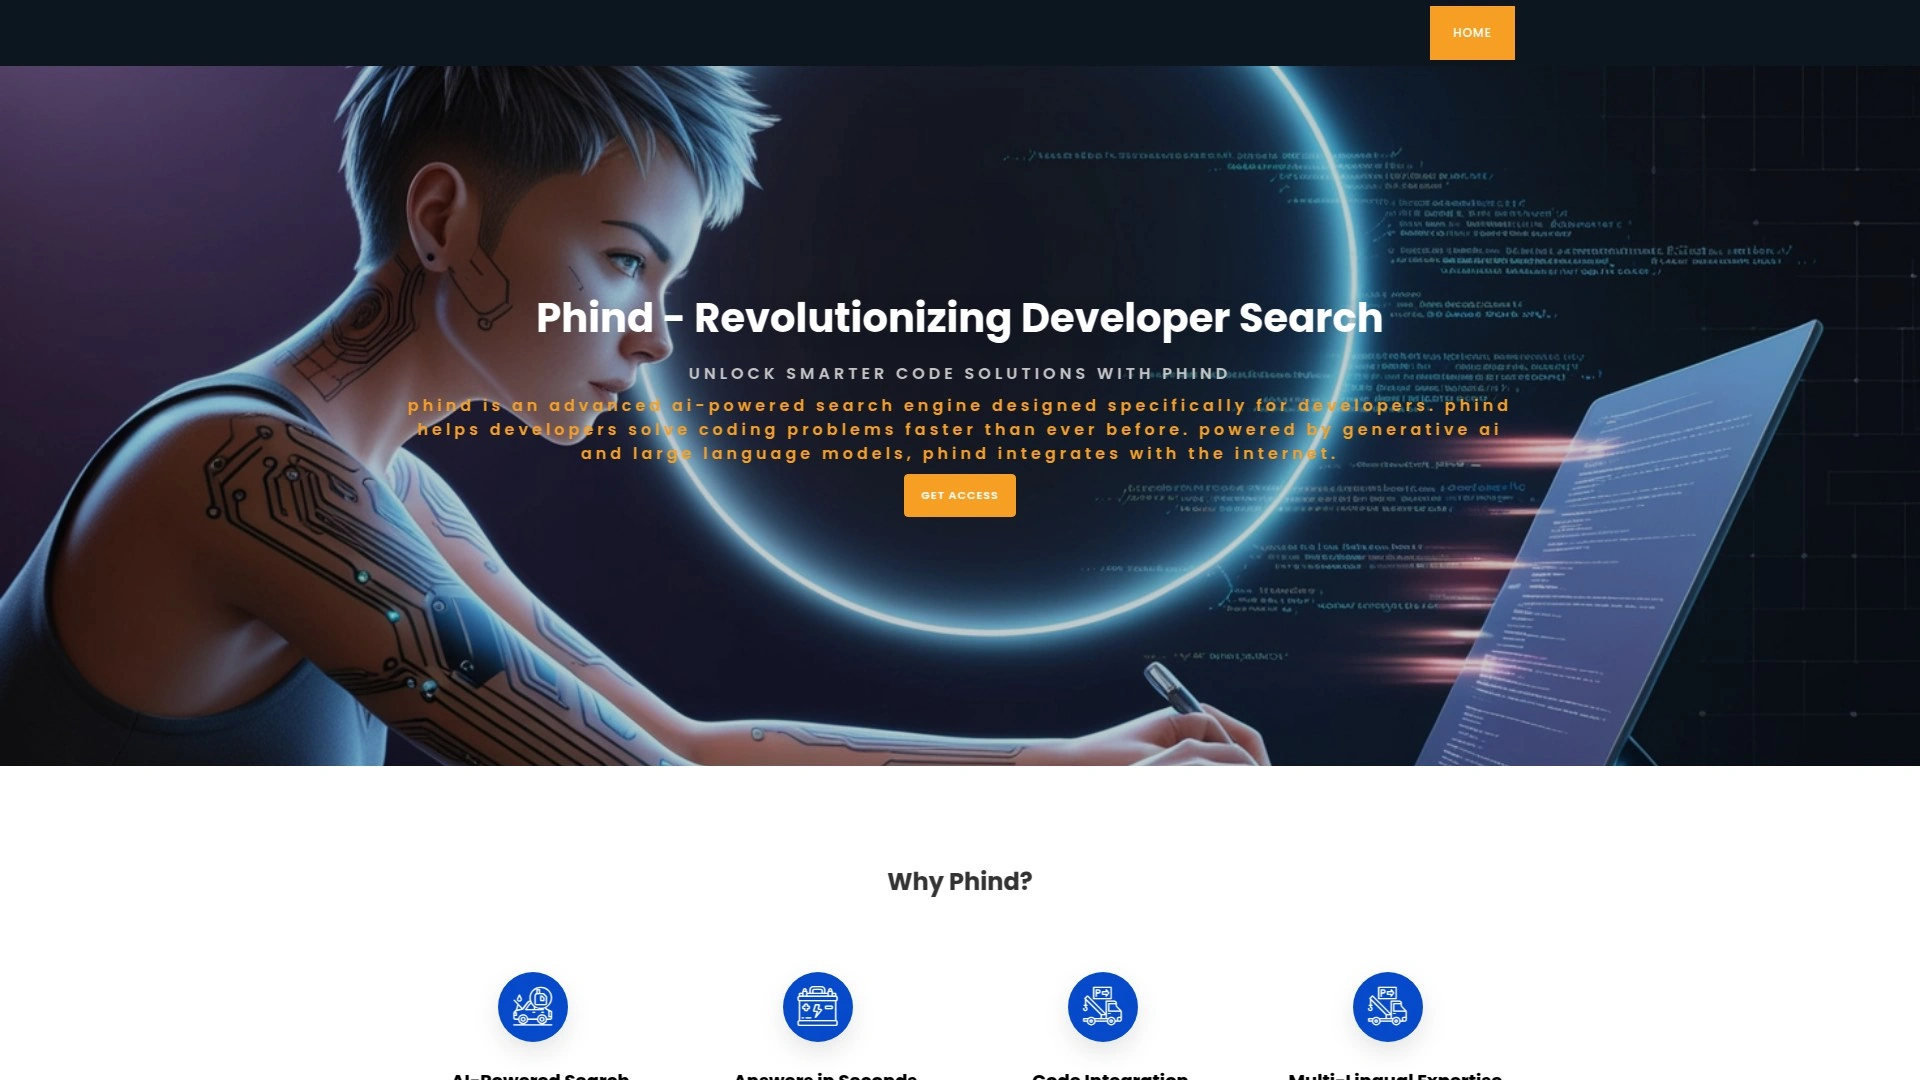 HOME
Phind - Revolutionizing Developer Search
UNLOCK SMARTER CODE SOLUTIONS WITH PHIND
phind is an advanced ai-powered search engine designed specifically for developers. phind
helps developers solve coding problems faster than ever before. powered by generative ai
and large language models, phind integrates with the internet.
GET ACCESS
Why Phind?
AI-Powered Search
Answers in Seconds
Code Integration
Multi-Lingual Expertise